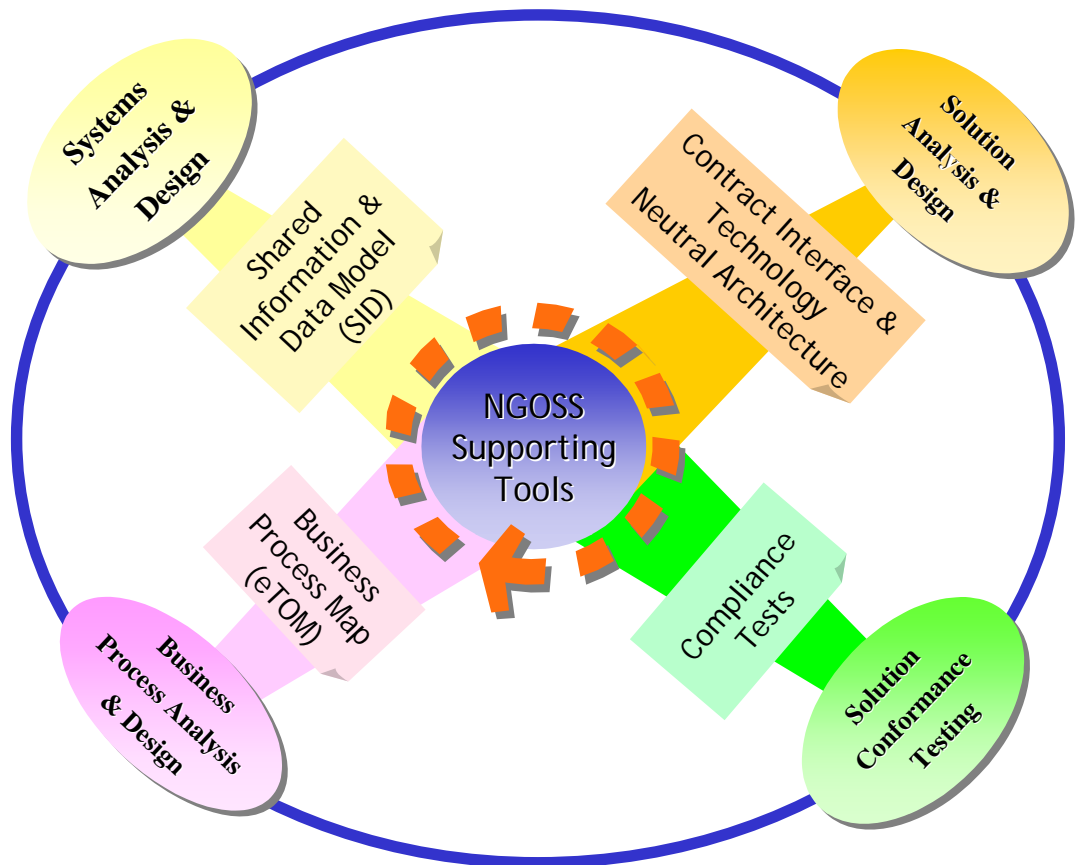 Systems
Analysis &
Design
Shared
Information &
Data Model
(SID)
Contract Interface &
Technology
Neutral Architecture
Solution
Analysis &
Design
NGOSS
Supporting
Tools
Business
Process Map
(eTOM)
Business
Process Analysis
& Design
Compliance
Tests
Solution
Conformance
Testing